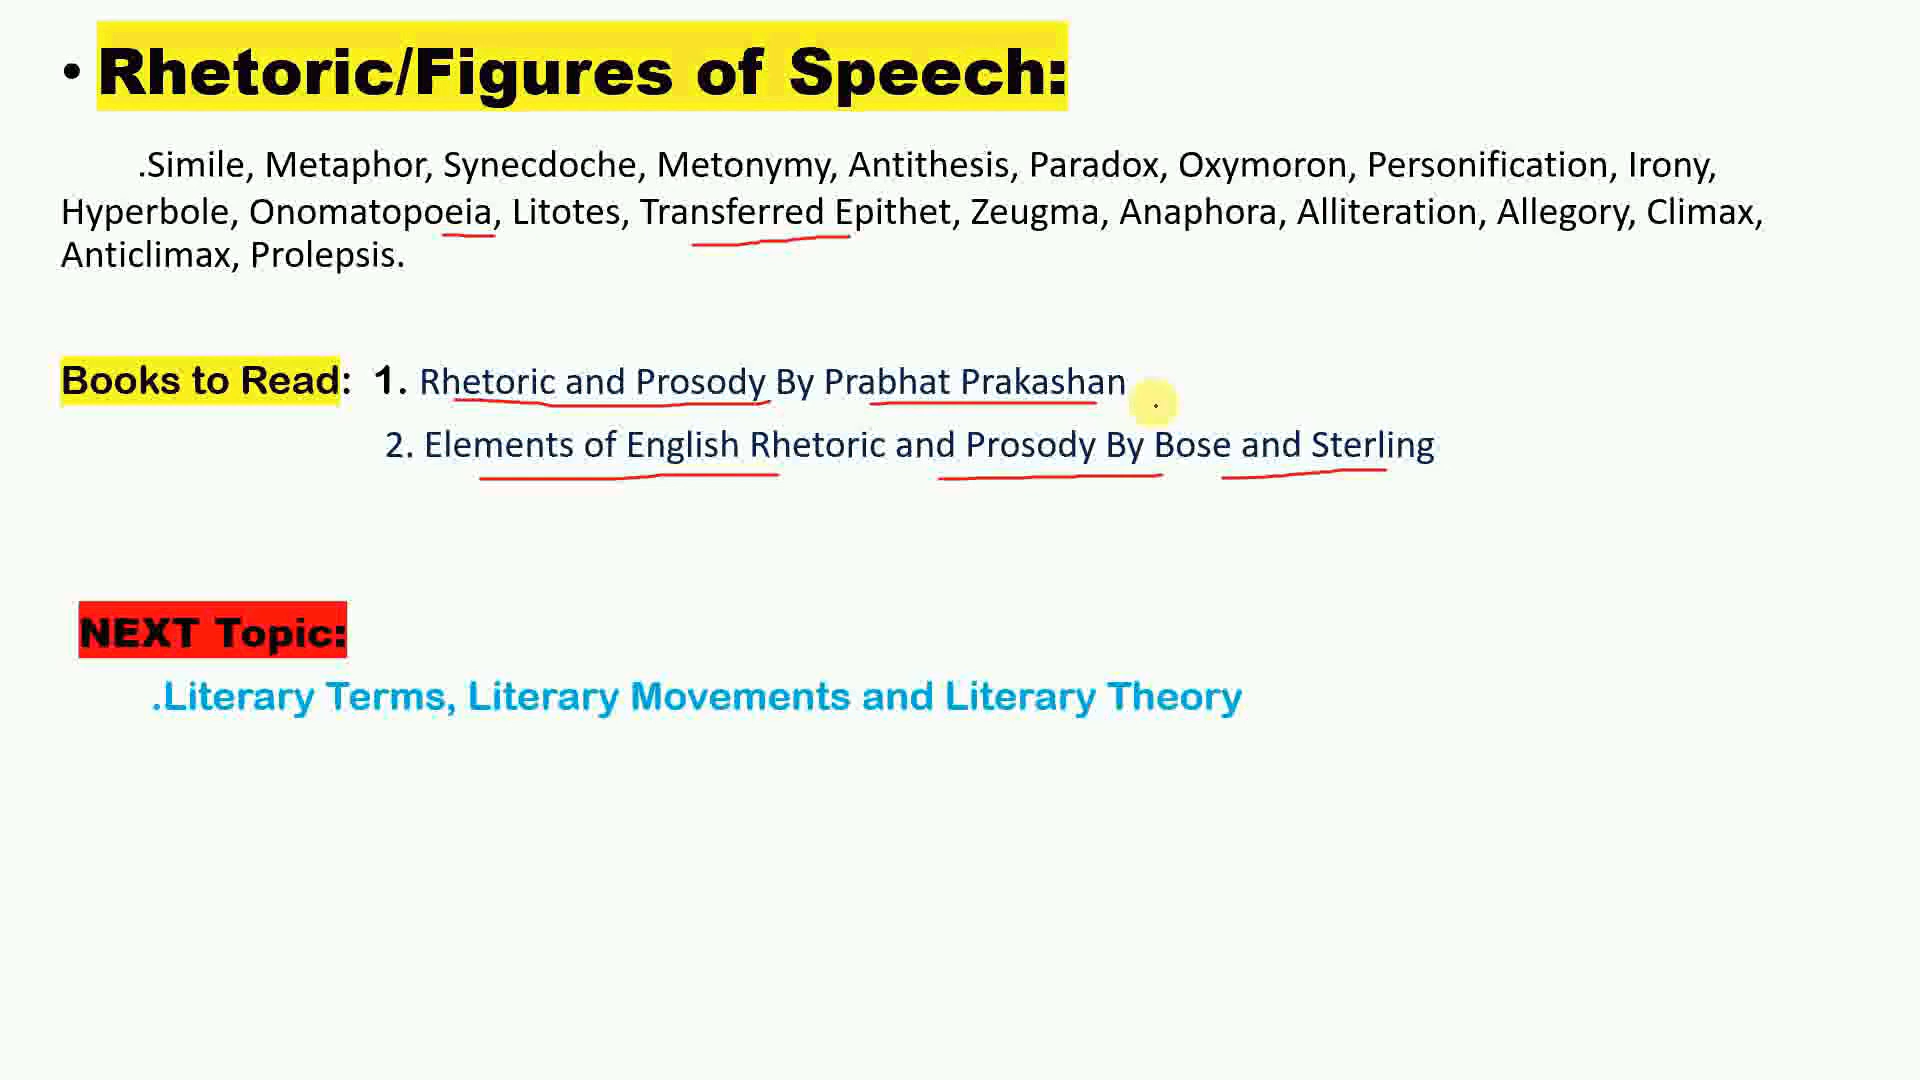 • Rhetoric/Figures of Speech:
.Simile, Metaphor, Synecdoche, Metonymy, Antithesis, Paradox, Oxymoron, Personification, Irony,
Hyperbole, Onomatopoeia, Litotes, Transferred Epithet, Zeugma, Anaphora, Alliteration, Allegory, Climax,
Anticlimax, Prolepsis.
Books to Read: 1. Rhetoric and Prosody By Prabhat Prakashan
2. Elements of English Rhetoric and Prosody By Bose and Sterling
NEXT Topic:
.Literary Terms, Literary Movements and Literary Theory